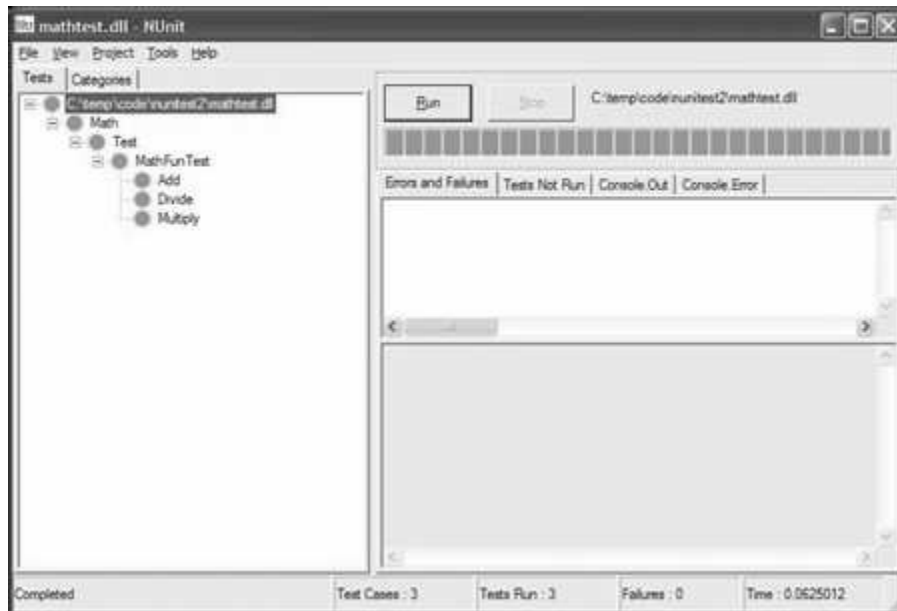 mathtest.dll - NUnit
File View Project Tools Help
Tests Categories
C:\temp\code\nunitest2\mathtest.dll
Math
Test
MathFunTest
Add
Divide
Multiply
Run Stop C:\temp\code\nunitest2\mathtest.dll
Errors and Failures Tests Not Run Console.Out Console.Error
Completed Test Cases : 3 Tests Run : 3 Failures : 0 Time : 0.0625012